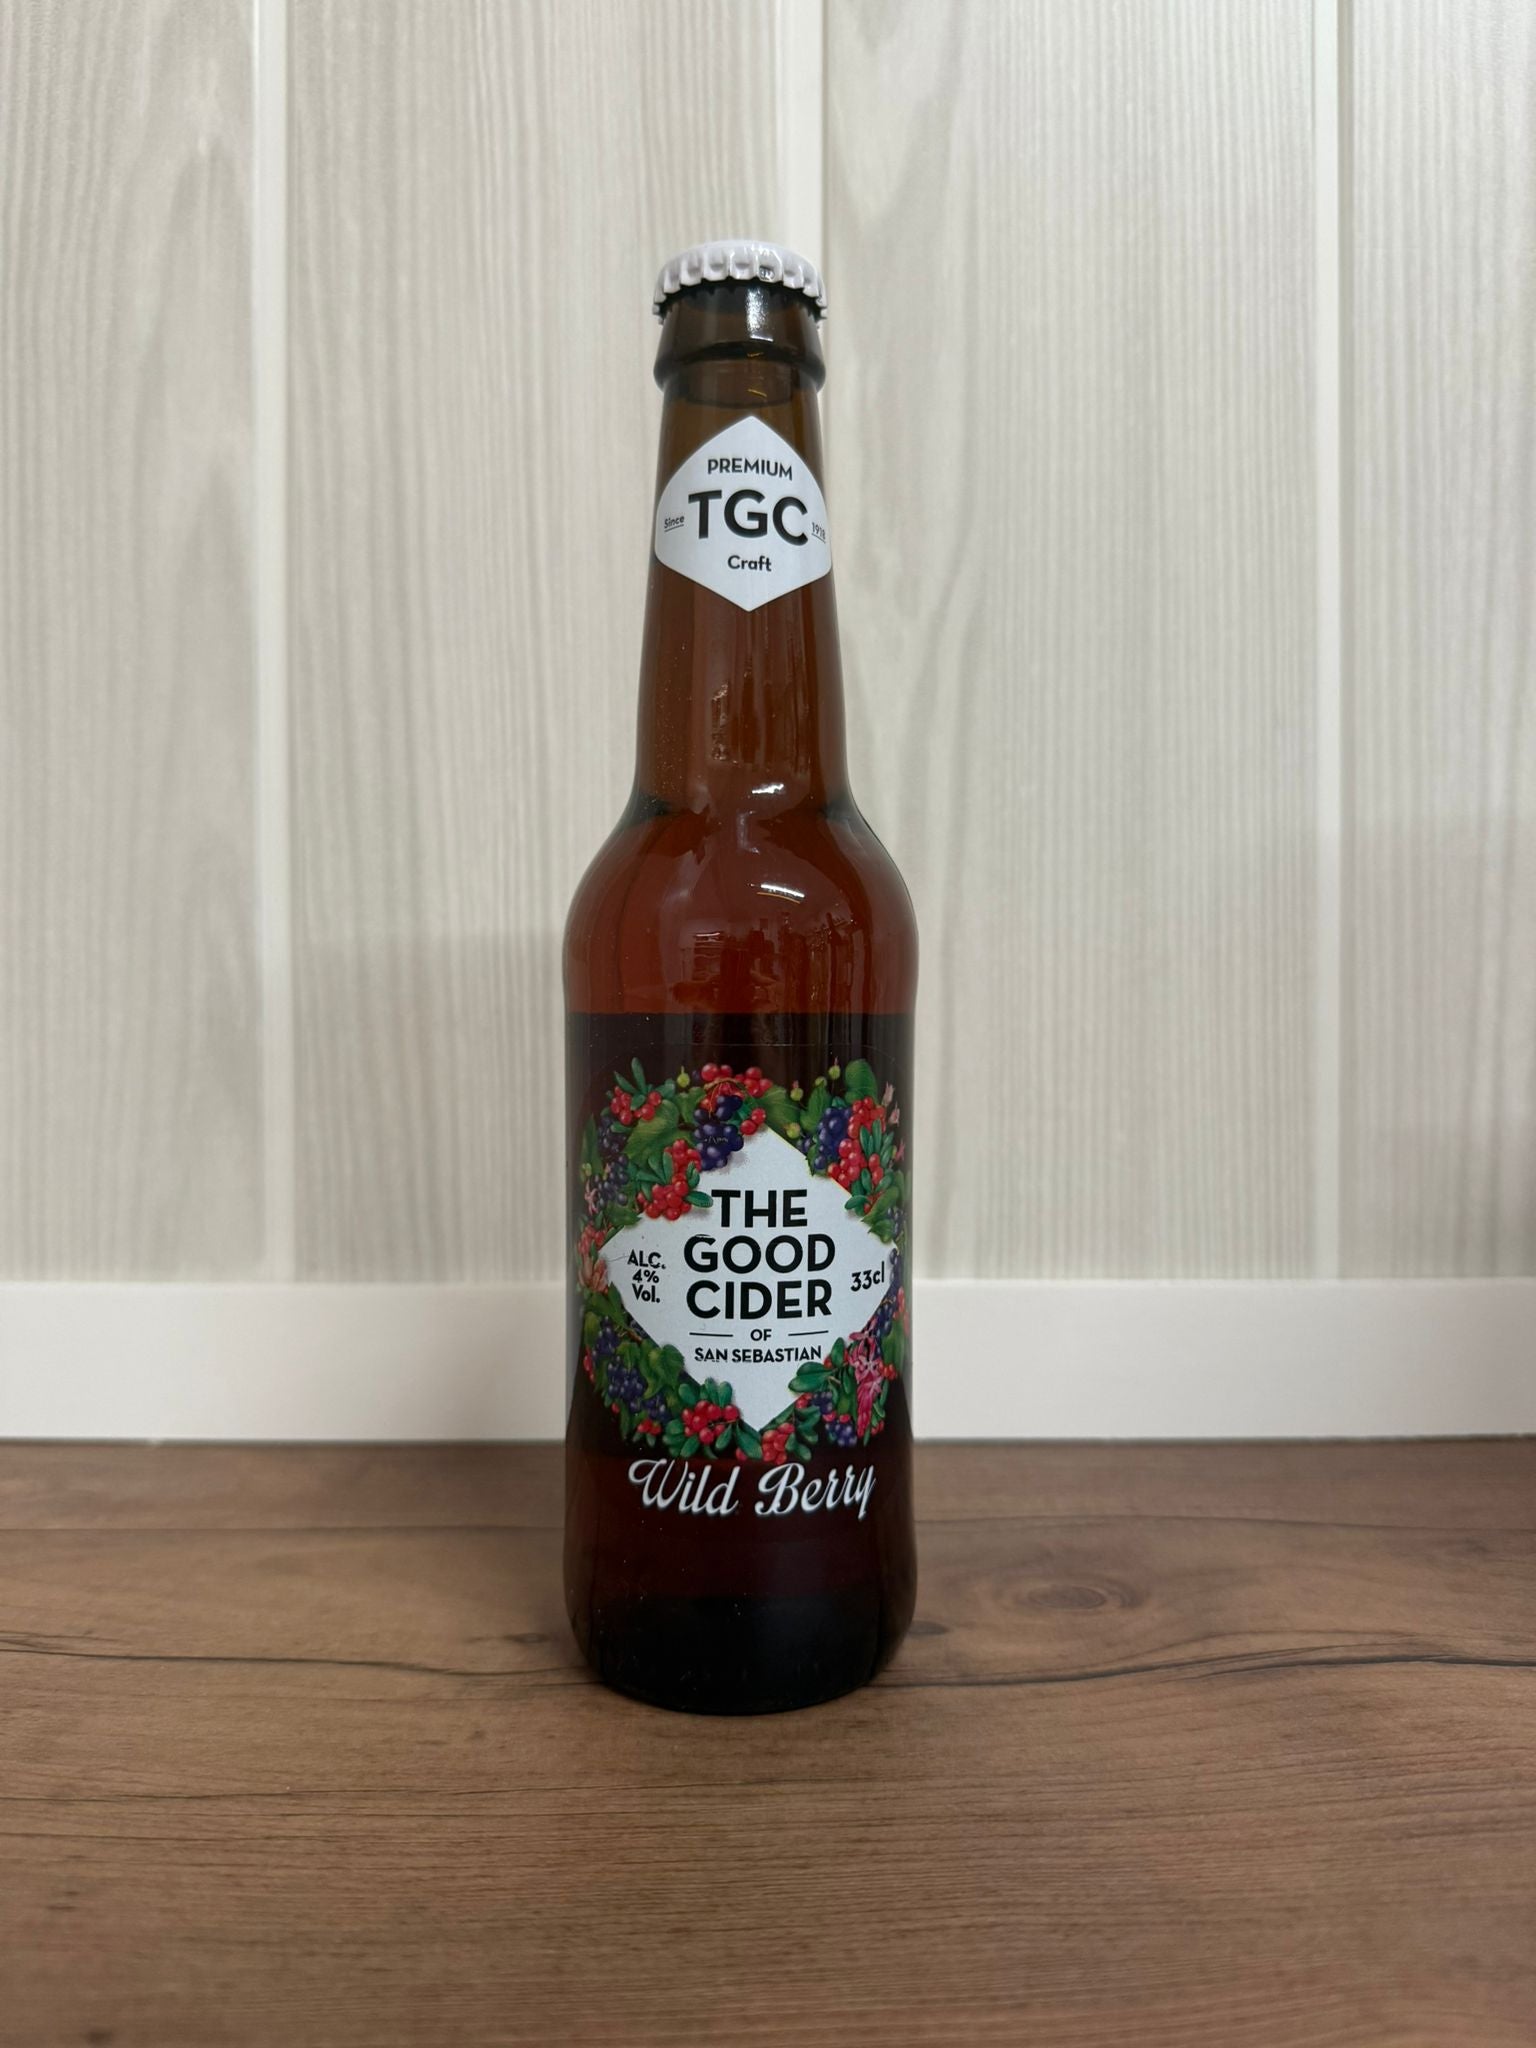 PREMIUM
Since TGC 1918
Craft
THE
GOOD
CIDER
ALC.
4%
Vol.
33cl
OF
SAN SEBASTIAN
Wild Berry